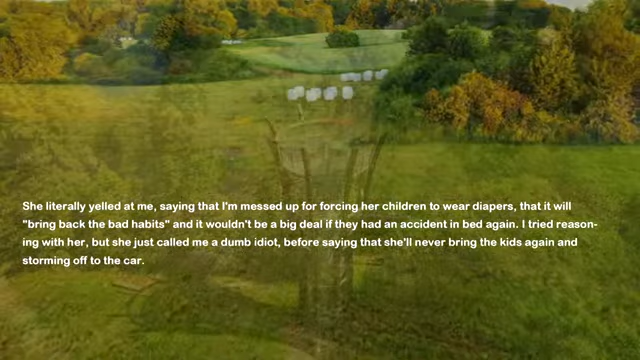 She literally yelled at me, saying that I'm messed up for forcing her children to wear diapers, that it will
"bring back the bad habits" and it wouldn't be a big deal if they had an accident in bed again. I tried reason-
ing with her, but she just called me a dumb idiot, before saying that she'll never bring the kids again and
storming off to the car.